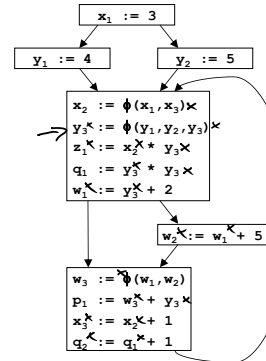 x₁ := 3
y₁ := 4
y₂ := 5
x₂ := ϕ(x₁,x₃)
y₃ := ϕ(y₁,y₂,y₃)
z₁ := x₂ * y₃
q₁ := y₃ * y₃
w₁ := y₃ + 2
w₂ := w₁ + 5
w₃ := ϕ(w₁,w₂)
p₁ := w₃ + y₃
x₃ := x₂ + 1
q₂ := q₁ + 1